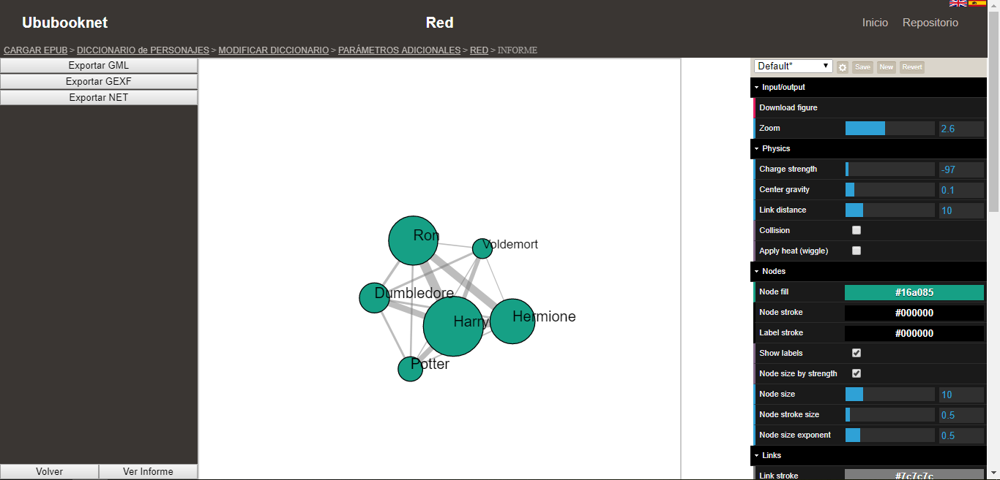 Ububooknet
Red
Inicio Repositorio
CARGAR EPUB > DICCIONARIO de PERSONAJES > MODIFICAR DICCIONARIO > PARÁMETROS ADICIONALES > RED > INFORME
Exportar GML
Exportar GEXF
Exportar NET
Ron
Voldemort
Dumbledore
Harry
Hermione
Potter
Volver
Ver Informe
Default*
Save
New
Revert
Input/output
Download figure
Zoom 2.6
Physics
Charge strength -97
Center gravity 0.1
Link distance 10
Collision
Apply heat (wiggle)
Nodes
Node fill #16a085
Node stroke #000000
Label stroke #000000
Show labels
Node size by strength
Node size 10
Node stroke size 0.5
Node size exponent 0.5
Links
Link stroke #7c7c7c